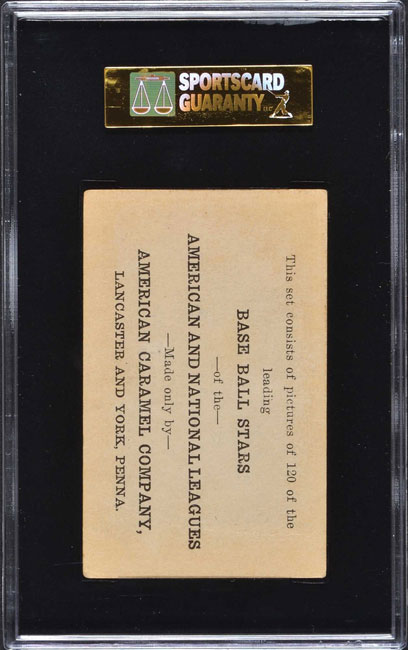 SPORTSCARD
GUARANTY LLC
This set consists of pictures of 120 of the
leading
BASE BALL STARS
—of the—
AMERICAN AND NATIONAL LEAGUES
—Made only by—
AMERICAN CARAMEL COMPANY,
LANCASTER AND YORK, PENNA.